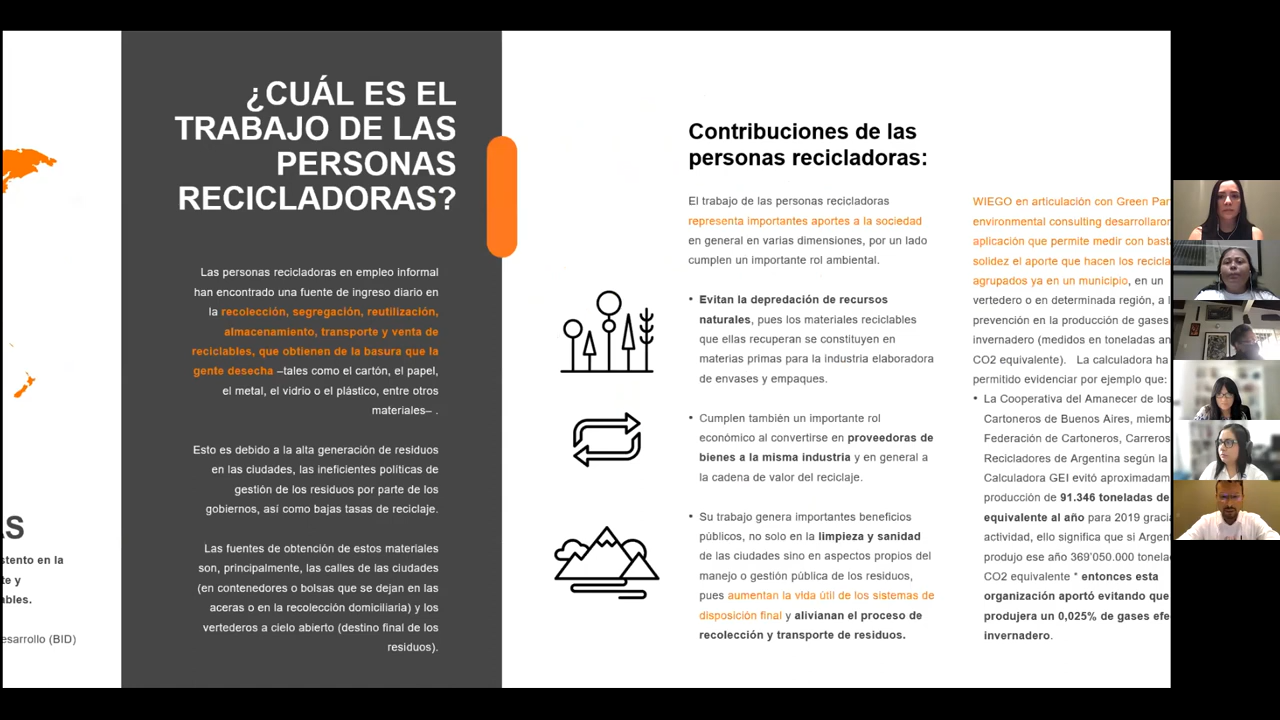 ¿CUÁL ES EL
TRABAJO DE LAS
PERSONAS
RECICLADORAS?
Las personas recicladoras en empleo informal
han encontrado una fuente de ingreso diario en
la recolección, segregación, reutilización,
almacenamiento, transporte y venta de
reciclables, que obtienen de la basura que la
gente desecha –tales como el cartón, el papel,
el metal, el vidrio o el plástico, entre otros
materiales– .
Esto es debido a la alta generación de residuos
en las ciudades, las ineficientes políticas de
gestión de los residuos por parte de los
gobiernos, así como bajas tasas de reciclaje.
Las fuentes de obtención de estos materiales
son, principalmente, las calles de las ciudades
(en contenedores o bolsas que se dejan en las
aceras o en la recolección domiciliaria) y los
vertederos a cielo abierto (destino final de los
residuos).
AS
stento en la
te y
ables.
esarrollo (BID)
Contribuciones de las
personas recicladoras:
El trabajo de las personas recicladoras
representa importantes aportes a la sociedad
en general en varias dimensiones, por un lado
cumplen un importante rol ambiental.
• Evitan la depredación de recursos
naturales, pues los materiales reciclables
que ellas recuperan se constituyen en
materias primas para la industria elaboradora
de envases y empaques.
• Cumplen también un importante rol
económico al convertirse en proveedoras de
bienes a la misma industria y en general a
la cadena de valor del reciclaje.
• Su trabajo genera importantes beneficios
públicos, no solo en la limpieza y sanidad
de las ciudades sino en aspectos propios del
manejo o gestión pública de los residuos,
pues aumentan la vida útil de los sistemas de
disposición final y alivianan el proceso de
recolección y transporte de residuos.
WIEGO en articulación con Green Par
environmental consulting desarrollaron
aplicación que permite medir con basta
solidez el aporte que hacen los recicla
agrupados ya en un municipio, en un
vertedero o en determinada región, a l
prevención en la producción de gases
invernadero (medidos en toneladas an
CO2 equivalente). La calculadora ha
permitido evidenciar por ejemplo que:
• La Cooperativa del Amanecer de los
Cartoneros de Buenos Aires, miemb
Federación de Cartoneros, Carreros
Recicladores de Argentina según la
Calculadora GEI evitó aproximadam
producción de 91.346 toneladas de
equivalente al año para 2019 graci
actividad, ello significa que si Argen
produjo ese año 369'050.000 tonela
CO2 equivalente * entonces esta
organización aportó evitando que
produjera un 0,025% de gases efe
invernadero.